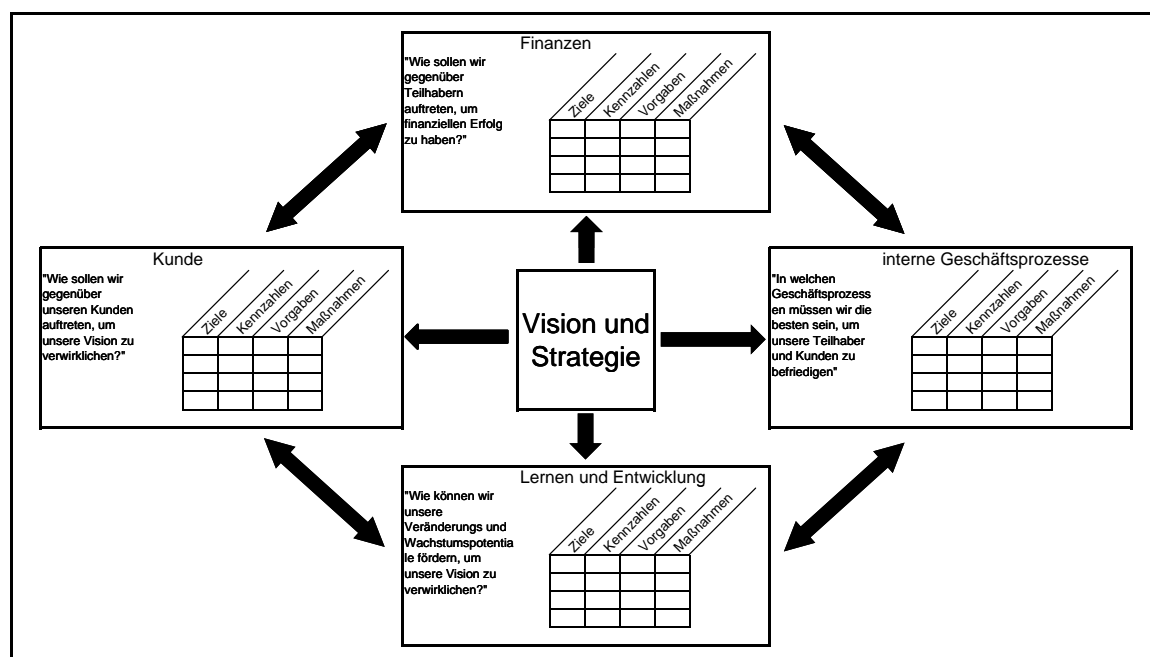 Finanzen
"Wie sollen wir
gegenüber
Teilhabern
auftreten, um
finanziellen Erfolg
zu haben?"
Ziele
Kennzahlen
Vorgaben
Maßnahmen
Kunde
"Wie sollen wir
gegenüber
unseren Kunden
auftreten, um
unsere Vision zu
verwirklichen?"
Ziele
Kennzahlen
Vorgaben
Maßnahmen
Vision und
Strategie
interne Geschäftsprozesse
"In welchen
Geschäftsprozess
en müssen wir die
besten sein, um
unsere Teilhaber
und Kunden zu
befriedigen"
Ziele
Kennzahlen
Vorgaben
Maßnahmen
Lernen und Entwicklung
"Wie können wir
unsere
Veränderungs und
Wachstumspotentia
le fördern, um
unsere Vision zu
verwirklichen?"
Ziele
Kennzahlen
Vorgaben
Maßnahmen